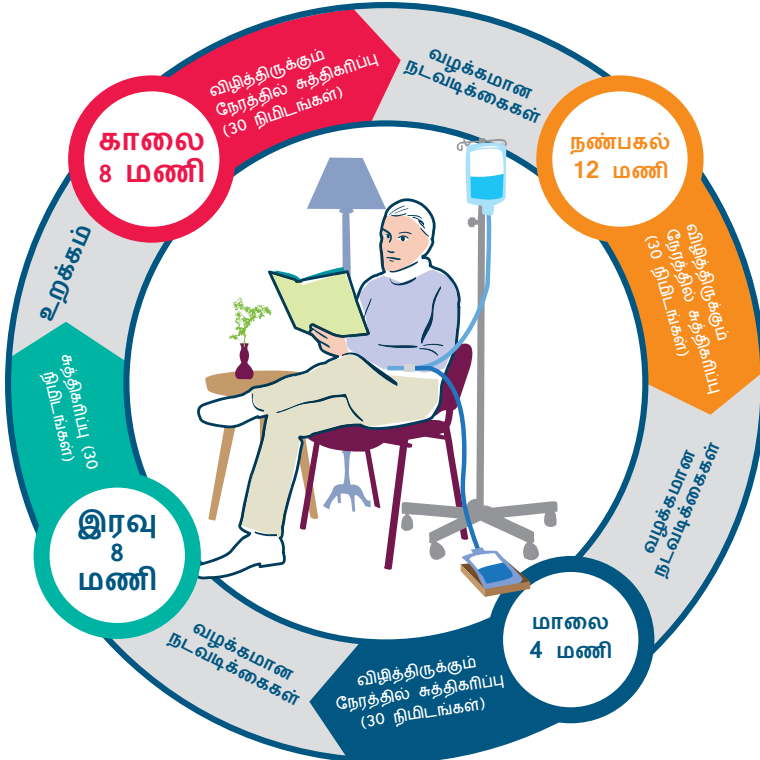 காலை
8 மணி
விழித்திருக்கும்
நேரத்தில் சுத்திகரிப்பு
(30 நிமிடங்கள்)
வழக்கமான
நடவடிக்கைகள்
நண்பகல்
12 மணி
விழித்திருக்கும்
நேரத்தில் சுத்திகரிப்பு
(30 நிமிடங்கள்)
வழக்கமான
நடவடிக்கைகள்
மாலை
4 மணி
விழித்திருக்கும்
நேரத்தில் சுத்திகரிப்பு
(30 நிமிடங்கள்)
வழக்கமான
நடவடிக்கைகள்
இரவு
8
மணி
சுத்திகரிப்பு (30
நிமிடங்கள்)
உறக்கம்